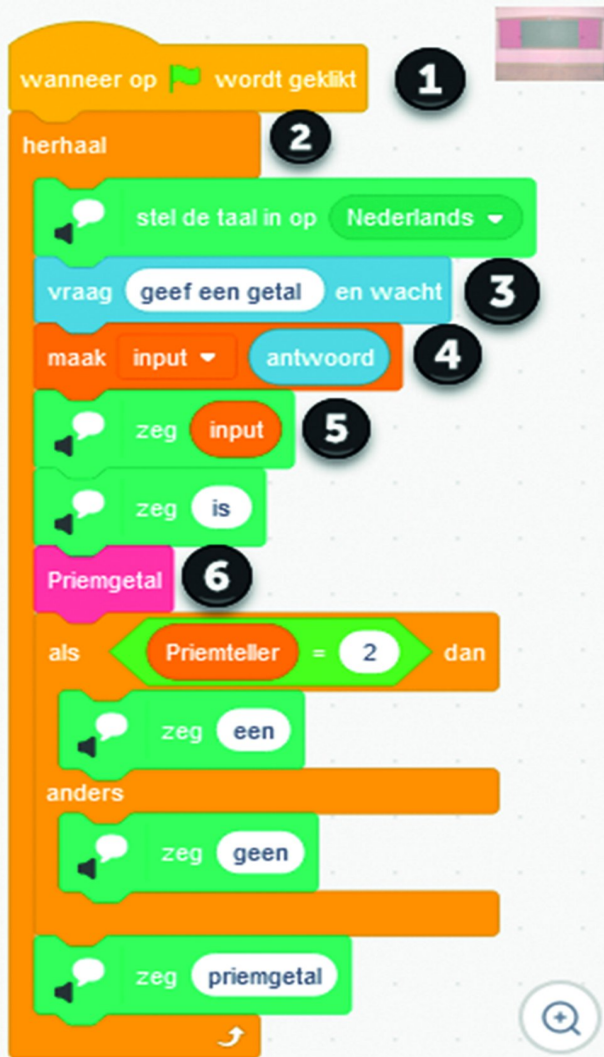 wanneer op wordt geklikt 1
herhaal 2
stel de taal in op Nederlands
vraag geef een getal en wacht 3
maak input antwoord 4
zeg input 5
zeg is
Priemgetal 6
als Priemteller = 2 dan
zeg een
anders
zeg geen
zeg priemgetal